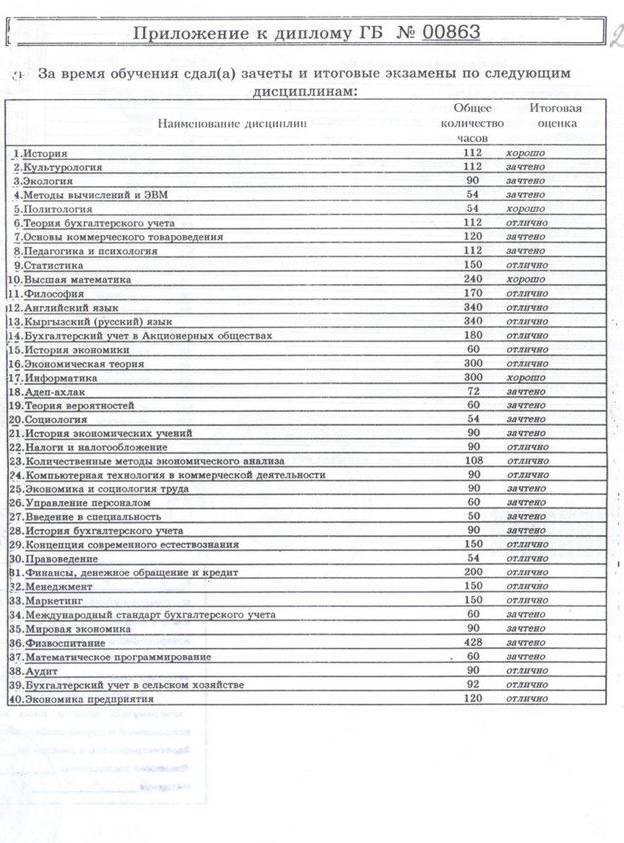 Приложение к диплому ГБ № 00863
За время обучения сдал(а) зачеты и итоговые экзамены по следующим
дисциплинам:
Наименование дисциплин Общее количество часов Итоговая оценка
1.История 112 хорошо
2.Культурология 112 зачтено
3.Экология 90 зачтено
4.Методы вычислений и ЭВМ 54 зачтено
5.Политология 54 хорошо
6.Теория бухгалтерского учета 112 отлично
7.Основы коммерческого товароведения 120 зачтено
8.Педагогика и психология 112 зачтено
9.Статистика 150 отлично
10.Высшая математика 240 хорошо
11.Философия 170 отлично
12.Английский язык 340 отлично
13.Кыргызский (русский) язык 340 отлично
14.Бухгалтерский учет в Акционерных обществах 180 отлично
15.История экономики 60 отлично
16.Экономическая теория 300 отлично
17.Информатика 300 хорошо
18.Адеп-ахлак 72 зачтено
19.Теория вероятностей 60 зачтено
20.Социология 54 зачтено
21.История экономических учений 90 зачтено
22.Налоги и налогообложение 90 отлично
23.Количественные методы экономического анализа 108 отлично
24.Компьютерная технология в коммерческой деятельности 90 отлично
25.Экономика и социология труда 90 зачтено
26.Управление персоналом 60 зачтено
27.Введение в специальность 50 зачтено
28.История бухгалтерского учета 90 зачтено
29.Концепция современного естествознания 150 отлично
30.Правоведение 54 отлично
31.Финансы, денежное обращение и кредит 200 отлично
32.Менеджмент 150 отлично
33.Маркетинг 150 отлично
34.Международный стандарт бухгалтерского учета 60 зачтено
35.Мировая экономика 90 зачтено
36.Физвоспитание 428 зачтено
37.Математическое программирование 60 зачтено
38.Аудит 90 отлично
39.Бухгалтерский учет в сельском хозяйстве 92 отлично
40.Экономика предприятия 120 отлично